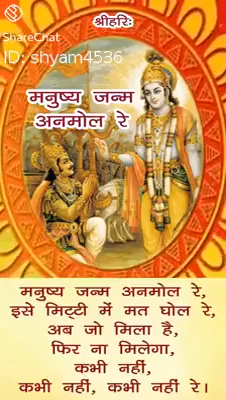 श्रीहरिः
ShareChat
ID: shyam4536
मनुष्य जन्म
अनमोल रे
मनुष्य जन्म अनमोल रे,
इसे मिट्टी में मत घोल रे,
अब जो मिला है,
फिर ना मिलेगा,
कभी नहीं,
कभी नहीं, कभी नहीं रे।